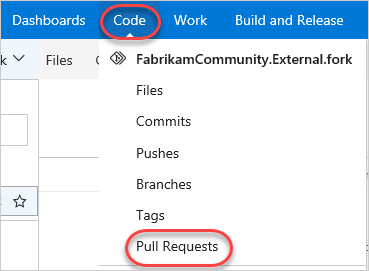 Dashboards Code Work Build and Release
k Files
FabrikamCommunity.External.fork
Files
Commits
Pushes
Branches
Tags
Pull Requests